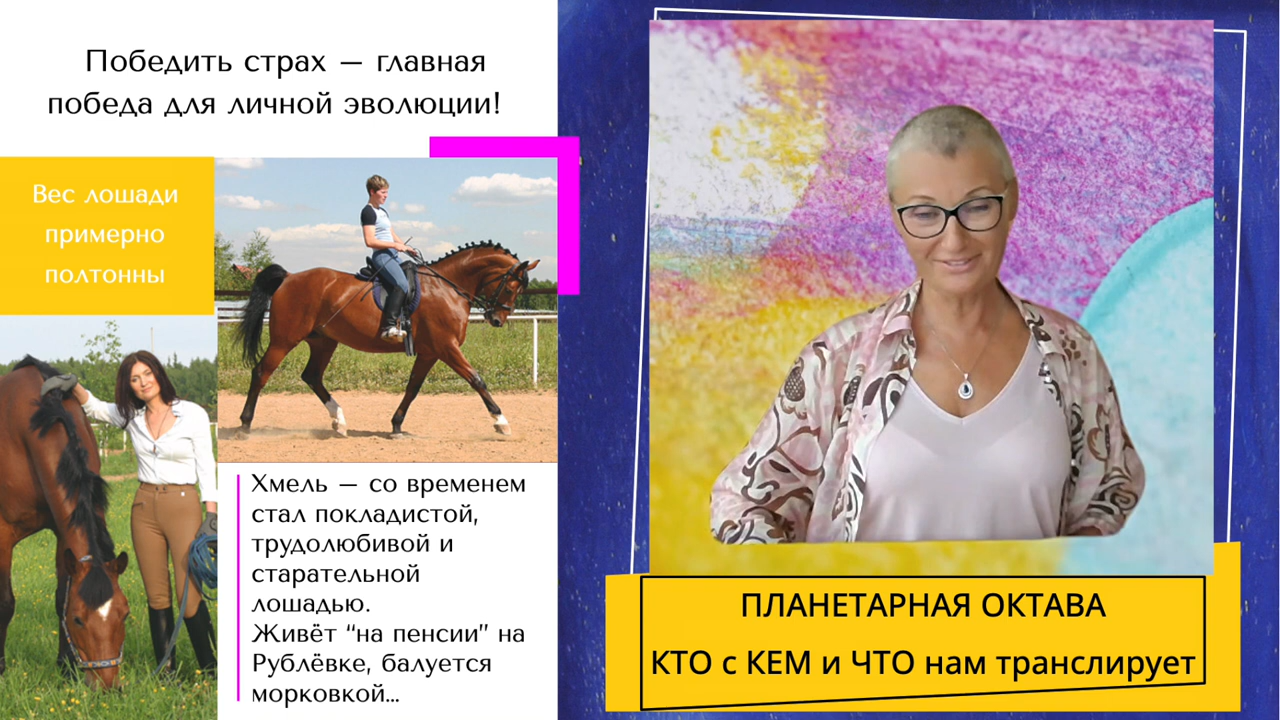 Победить страх – главная
победа для личной эволюции!
Вес лошади
примерно
полтонны
Хмель – со временем
стал покладистой,
трудолюбивой и
старательной
лошадью.
Живёт “на пенсии” на
Рублёвке, балуется
морковкой...
ПЛАНЕТАРНАЯ ОКТАВА
КТО с КЕМ и ЧТО нам транслирует